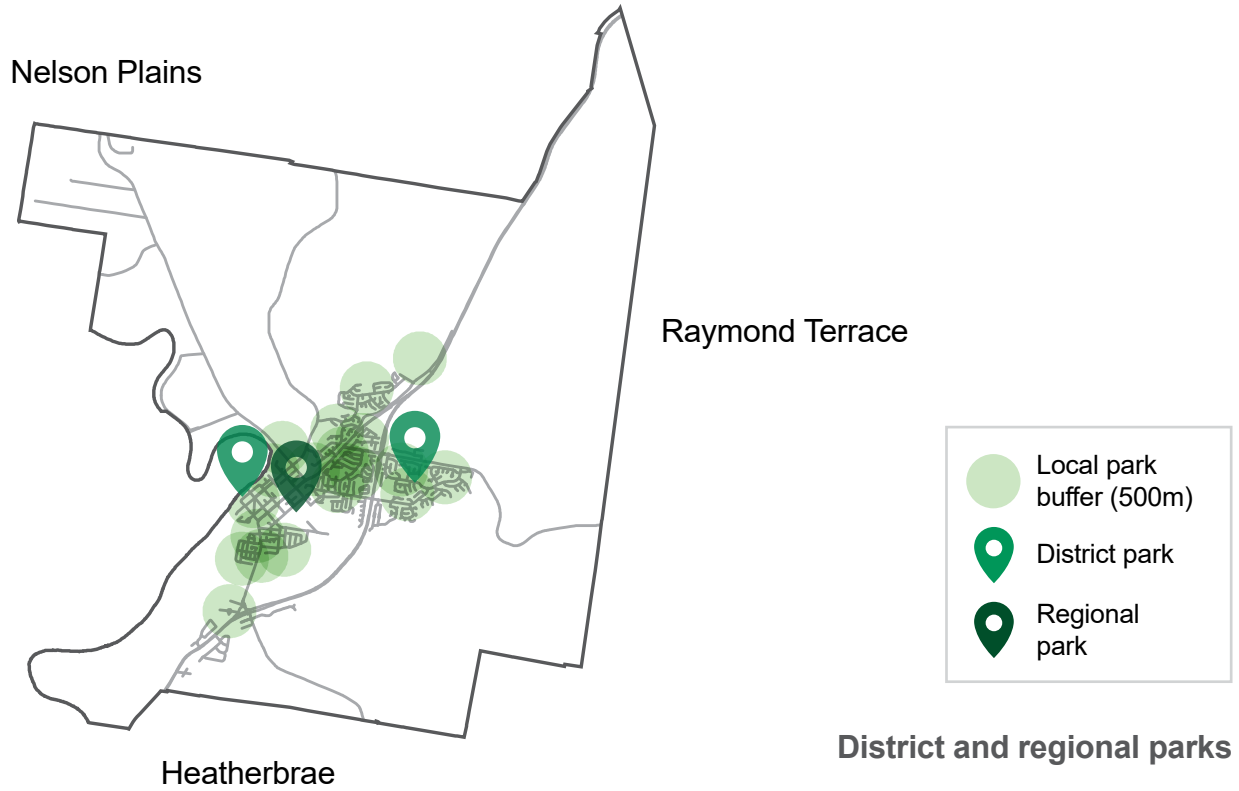 Nelson Plains
Raymond Terrace
Local park
buffer (500m)
District park
Regional
park
District and regional parks
Heatherbrae